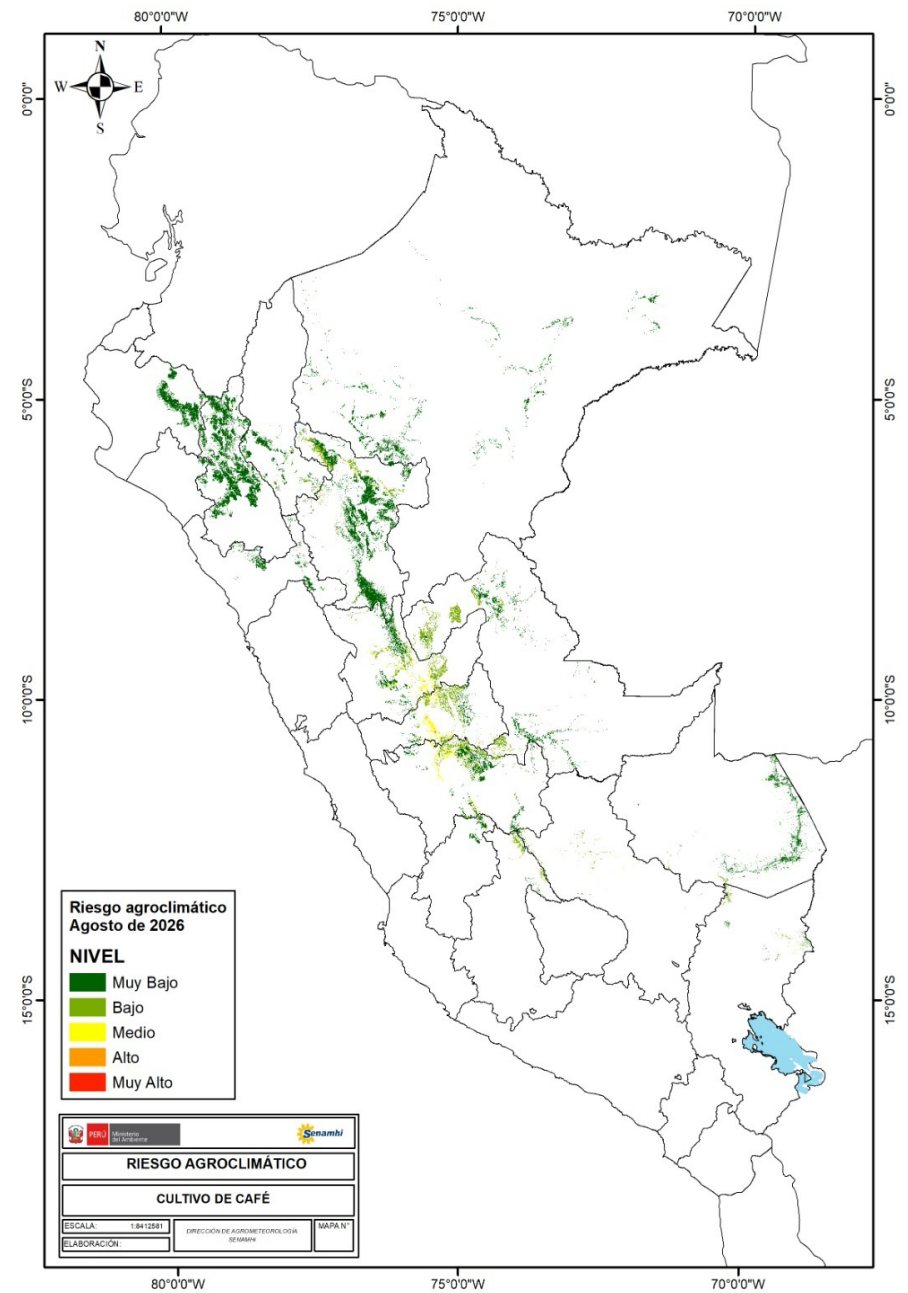 80°0'0"W 75°0'0"W 70°0'0"W
N
W E
S
0°0'0" 0°0'0"
5°0'0"S 5°0'0"S
10°0'0"S 10°0'0"S
15°0'0"S 15°0'0"S
Riesgo agroclimático
Agosto de 2026
NIVEL
Muy Bajo
Bajo
Medio
Alto
Muy Alto
PERÚ Ministerio
del Ambiente
Senamhi
RIESGO AGROCLIMÁTICO
CULTIVO DE CAFÉ
ESCALA: 1:8412581
ELABORACIÓN:
DIRECCIÓN DE AGROMETEOROLOGÍA
SENAMHI
MAPA N°
80°0'0"W 75°0'0"W 70°0'0"W